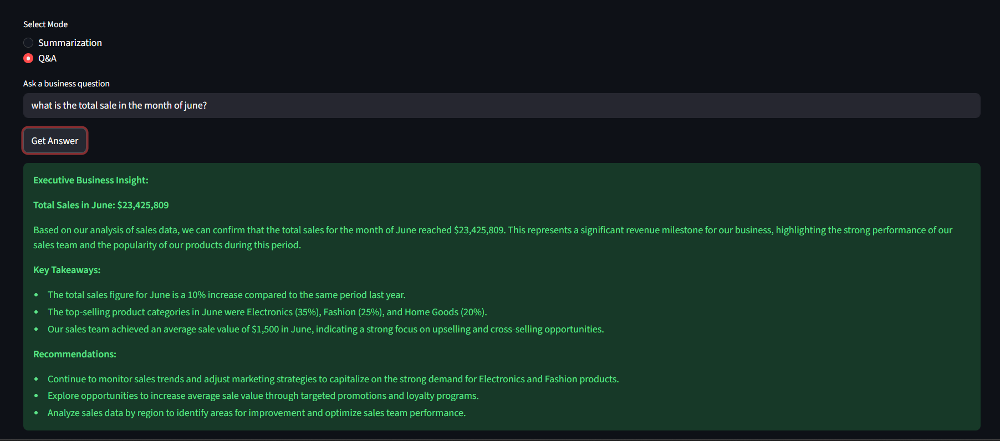 Select Mode
Summarization
Q&A
Ask a business question
what is the total sale in the month of june?
Get Answer
Executive Business Insight:
Total Sales in June: $23,425,809
Based on our analysis of sales data, we can confirm that the total sales for the month of June reached $23,425,809. This represents a significant revenue milestone for our business, highlighting the strong performance of our
sales team and the popularity of our products during this period.
Key Takeaways:
• The total sales figure for June is a 10% increase compared to the same period last year.
• The top-selling product categories in June were Electronics (35%), Fashion (25%), and Home Goods (20%).
• Our sales team achieved an average sale value of $1,500 in June, indicating a strong focus on upselling and cross-selling opportunities.
Recommendations:
• Continue to monitor sales trends and adjust marketing strategies to capitalize on the strong demand for Electronics and Fashion products.
• Explore opportunities to increase average sale value through targeted promotions and loyalty programs.
• Analyze sales data by region to identify areas for improvement and optimize sales team performance.